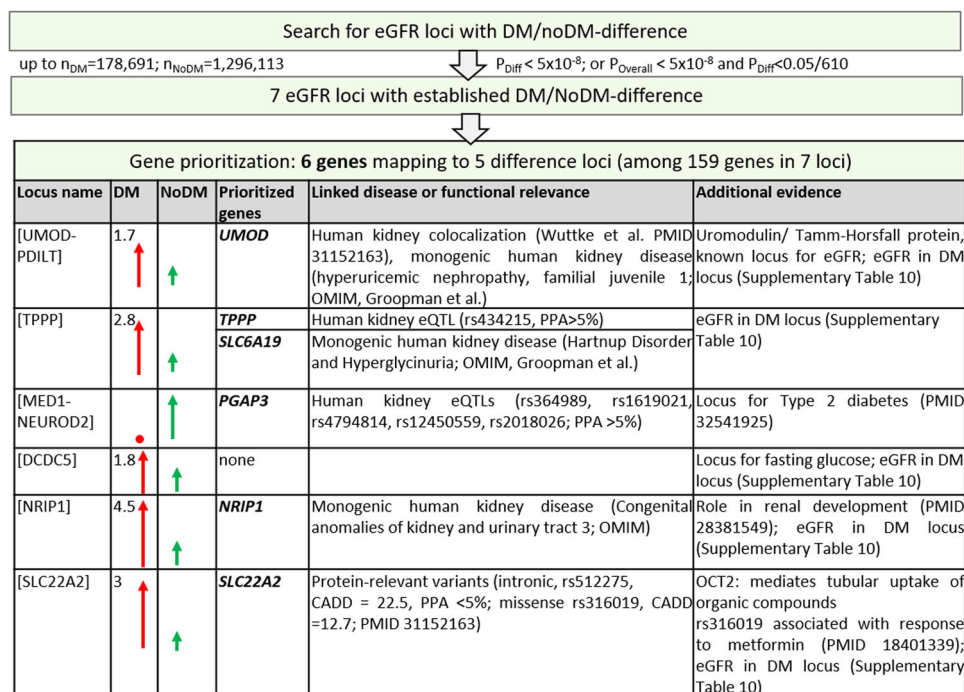 Search for eGFR loci with DM/noDM-difference
up to nDM=178,691; nNoDM=1,296,113
PDiff < 5x10-8; or POverall < 5x10-8 and PDiff<0.05/610
7 eGFR loci with established DM/NoDM-difference
Gene prioritization: 6 genes mapping to 5 difference loci (among 159 genes in 7 loci)
Locus name DM NoDM Prioritized genes Linked disease or functional relevance Additional evidence
[UMOD-
PDILT]
1.7
UMOD
Human kidney colocalization (Wuttke et al. PMID
31152163), monogenic human kidney disease
(hyperuricemic nephropathy, familial juvenile 1;
OMIM, Groopman et al.)
Uromodulin/ Tamm-Horsfall protein,
known locus for eGFR; eGFR in DM
locus (Supplementary Table 10)
[TPPP]
2.8
TPPP
Human kidney eQTL (rs434215, PPA>5%)
SLC6A19
Monogenic human kidney disease (Hartnup Disorder
and Hyperglycinuria; OMIM, Groopman et al.)
eGFR in DM locus (Supplementary
Table 10)
[MED1-
NEUROD2]
PGAP3
Human kidney eQTLs (rs364989, rs1619021,
rs4794814, rs12450559, rs2018026; PPA >5%)
Locus for Type 2 diabetes (PMID
32541925)
[DCDC5]
1.8
none
Locus for fasting glucose; eGFR in DM
locus (Supplementary Table 10)
[NRIP1]
4.5
NRIP1
Monogenic human kidney disease (Congenital
anomalies of kidney and urinary tract 3; OMIM)
Role in renal development (PMID
28381549); eGFR in DM locus
(Supplementary Table 10)
[SLC22A2]
3
SLC22A2
Protein-relevant variants (intronic, rs512275,
CADD = 22.5, PPA <5%; missense rs316019, CADD
=12.7; PMID 31152163)
OCT2: mediates tubular uptake of
organic compounds
rs316019 associated with response
to metformin (PMID 18401339);
eGFR in DM locus (Supplementary
Table 10)